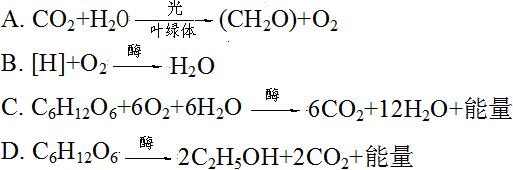 A. CO₂+H₂0 —光/叶绿体→ (CH₂O)+O₂
B. [H]+O₂ —酶→ H₂O
C. C₆H₁₂O₆+6O₂+6H₂O —酶→ 6CO₂+12H₂O+能量
D. C₆H₁₂O₆ —酶→ 2C₂H₅OH+2CO₂+能量